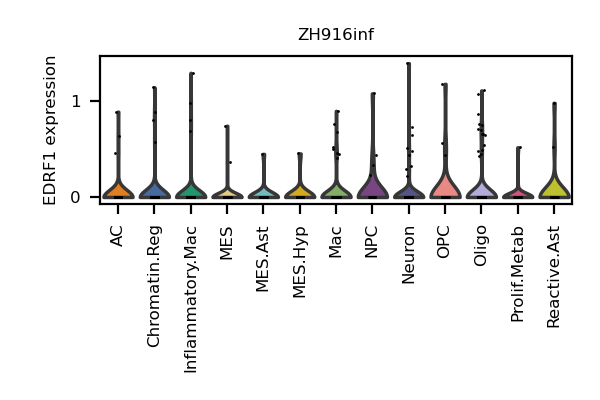 ZH916inf
EDRF1 expression
1
0
AC
Chromatin.Reg
Inflammatory.Mac
MES
MES.Ast
MES.Hyp
Mac
NPC
Neuron
OPC
Oligo
Prolif.Metab
Reactive.Ast